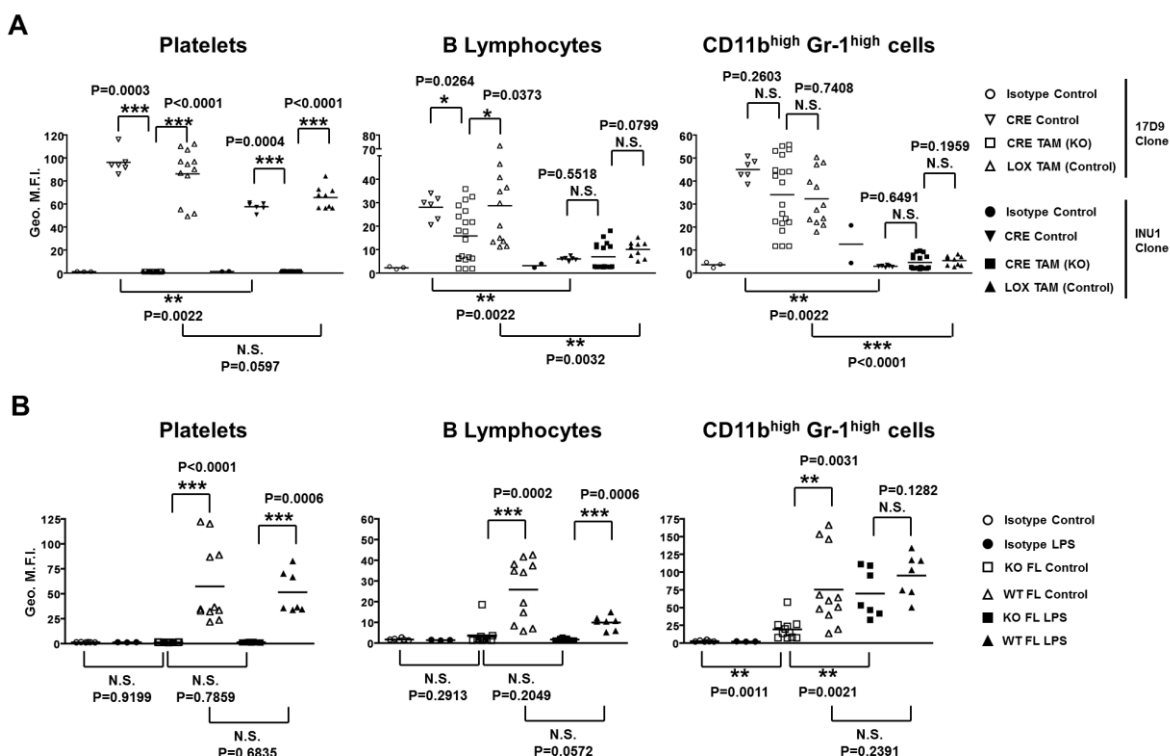 A
Platelets
B Lymphocytes
CD11b^high Gr-1^high cells
P=0.0003
***
P<0.0001
***
P=0.0004
***
<0.0001
***
Geo. M.F.I.
120
100
80
60
40
20
0
**
P=0.0022
N.S.
P=0.0597
P=0.0264
*
P=0.0373
*
P=0.5518
N.S.
P=0.0799
N.S.
80
60
40
30
20
10
0
**
P=0.0022
**
P=0.0032
P=0.2603
N.S.
P=0.7408
N.S.
P=0.6491
N.S.
P=0.1959
N.S.
60
50
40
30
20
10
0
**
P=0.0022
***
P<0.0001
Isotype Control
CRE Control
CRE TAM (KO)
LOX TAM (Control)
17D9
Clone
Isotype Control
CRE Control
CRE TAM (KO)
LOX TAM (Control)
INU1
Clone
B
Platelets
B Lymphocytes
CD11b^high Gr-1^high cells
P<0.0001
***
P=0.0006
***
Geo. M.F.I.
125
100
75
50
25
0
N.S.
P=0.9199
N.S.
P=0.7859
N.S.
P=0.6835
P=0.0002
***
P=0.0006
***
60
50
40
30
20
10
0
N.S.
P=0.2913
N.S.
P=0.2049
N.S.
P=0.0572
P=0.0031
**
P=0.1282
N.S.
175
150
125
100
75
50
25
0
**
P=0.0011
**
P=0.0021
N.S.
P=0.2391
Isotype Control
Isotype LPS
KO FL Control
WT FL Control
KO FL LPS
WT FL LPS